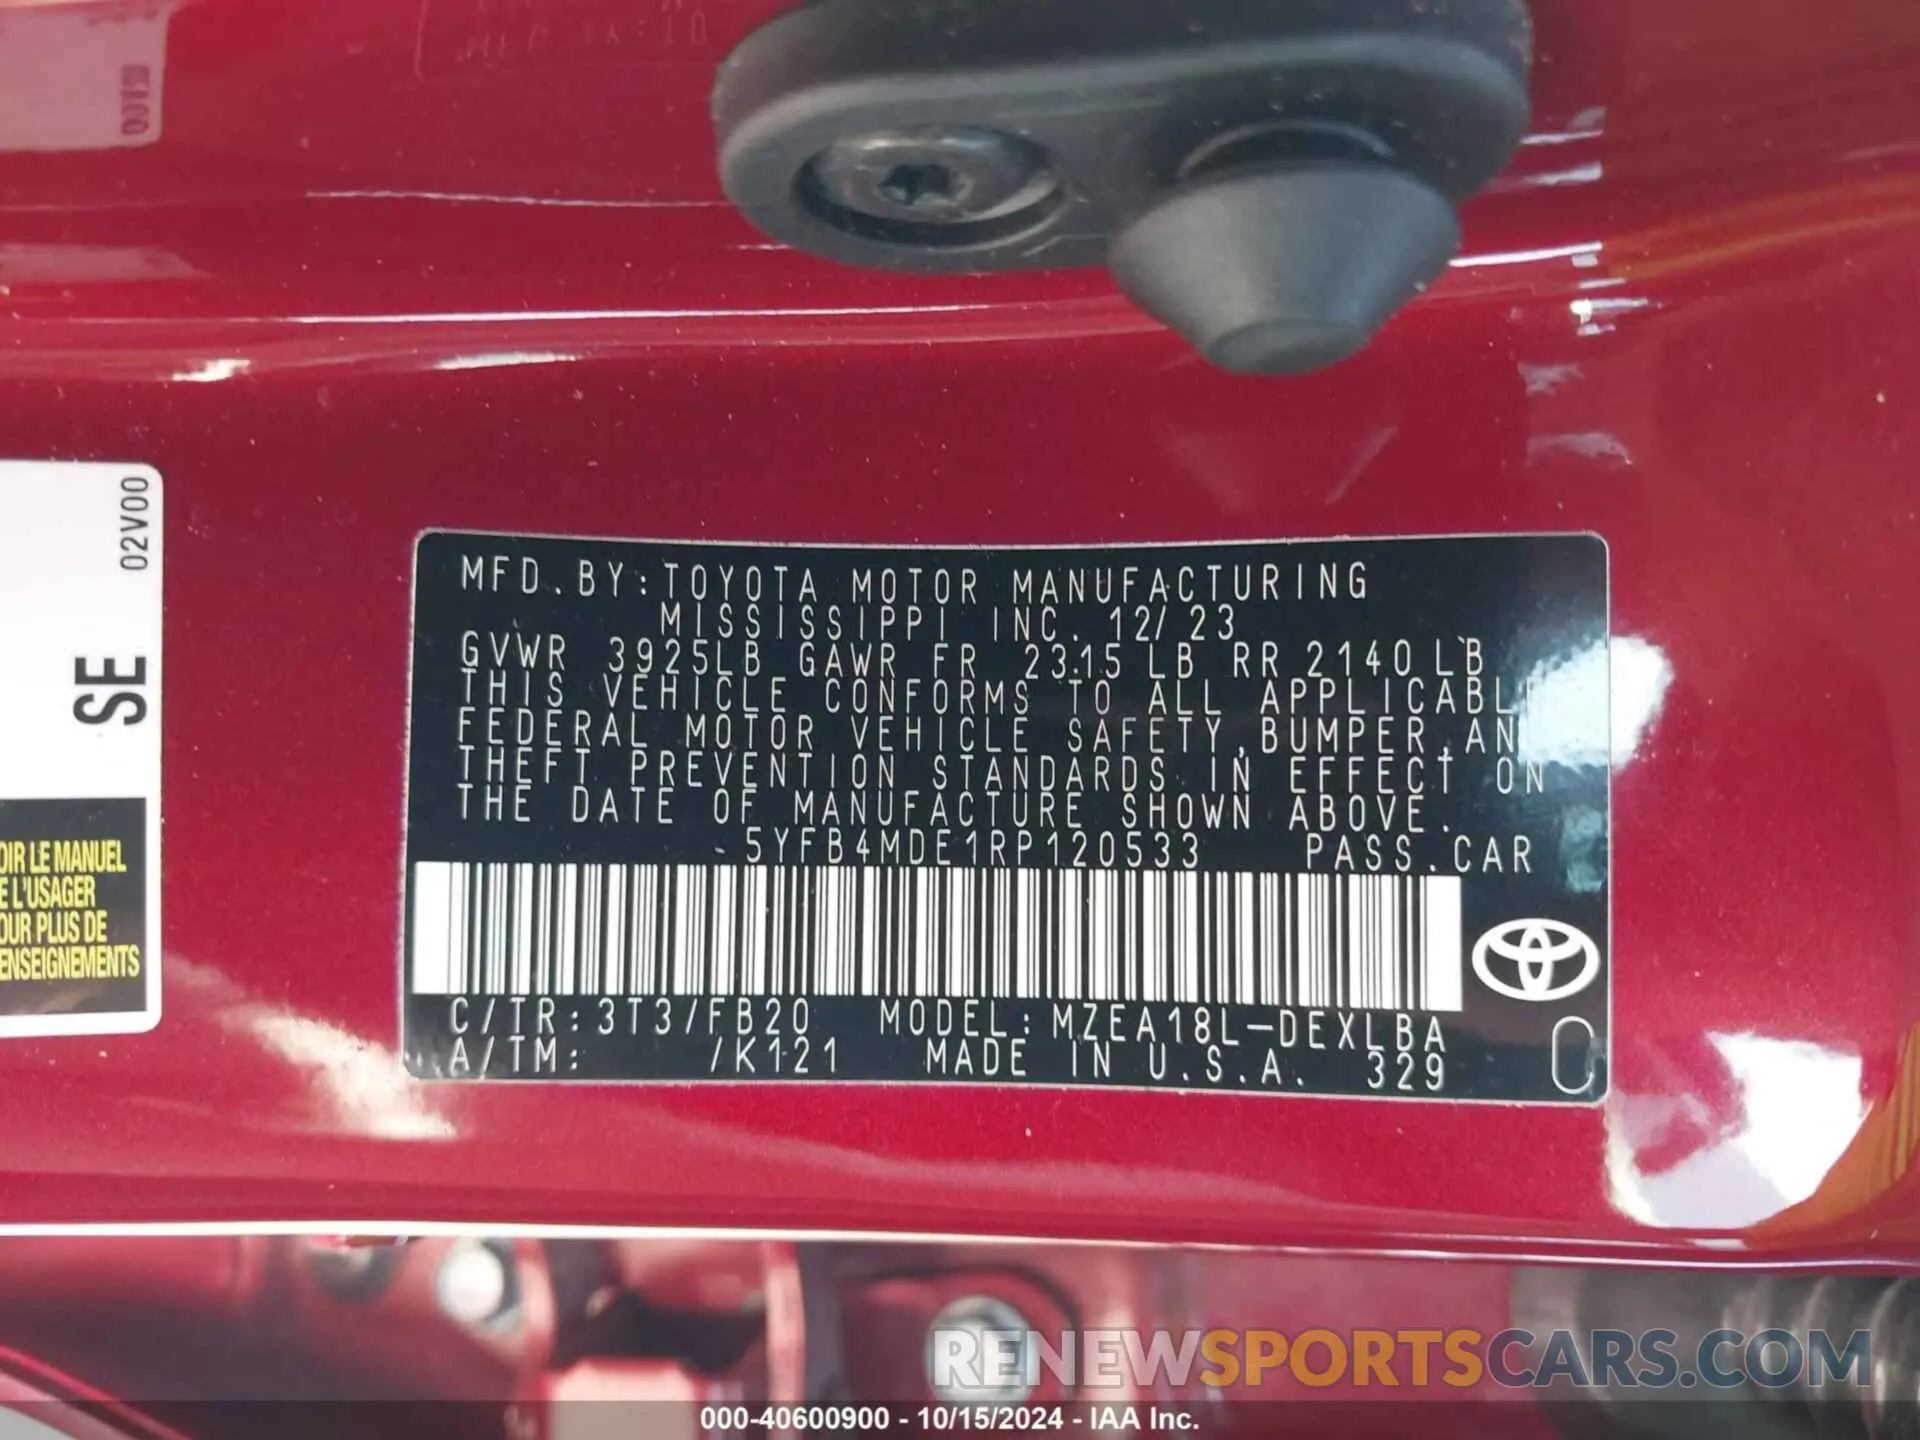 02V00
SE
OIR LE MANUEL
E L'USAGER
OUR PLUS DE
ENSEIGNEMENTS
MFD.BY:TOYOTA MOTOR MANUFACTURING
MISSISSIPPI INC. 12/23
GVWR 3925LB GAWR FR 2315LB RR 2140LB
THIS VEHICLE CONFORMS TO ALL APPLICABLE
FEDERAL MOTOR VEHICLE SAFETY,BUMPER,AN
THEFT PREVENTION STANDARDS IN EFFECT ON
THE DATE OF MANUFACTURE SHOWN ABOVE.
5YFB4MDE1RP120533 PASS.CAR
C/TR:3T3/FB20 MODEL:MZEA18L-DEXLBA
A/TM: /K121 MADE IN U.S.A. 329
C
RENEWSPORTSCARS.COM
000-40600900 - 10/15/2024 - IAA Inc.